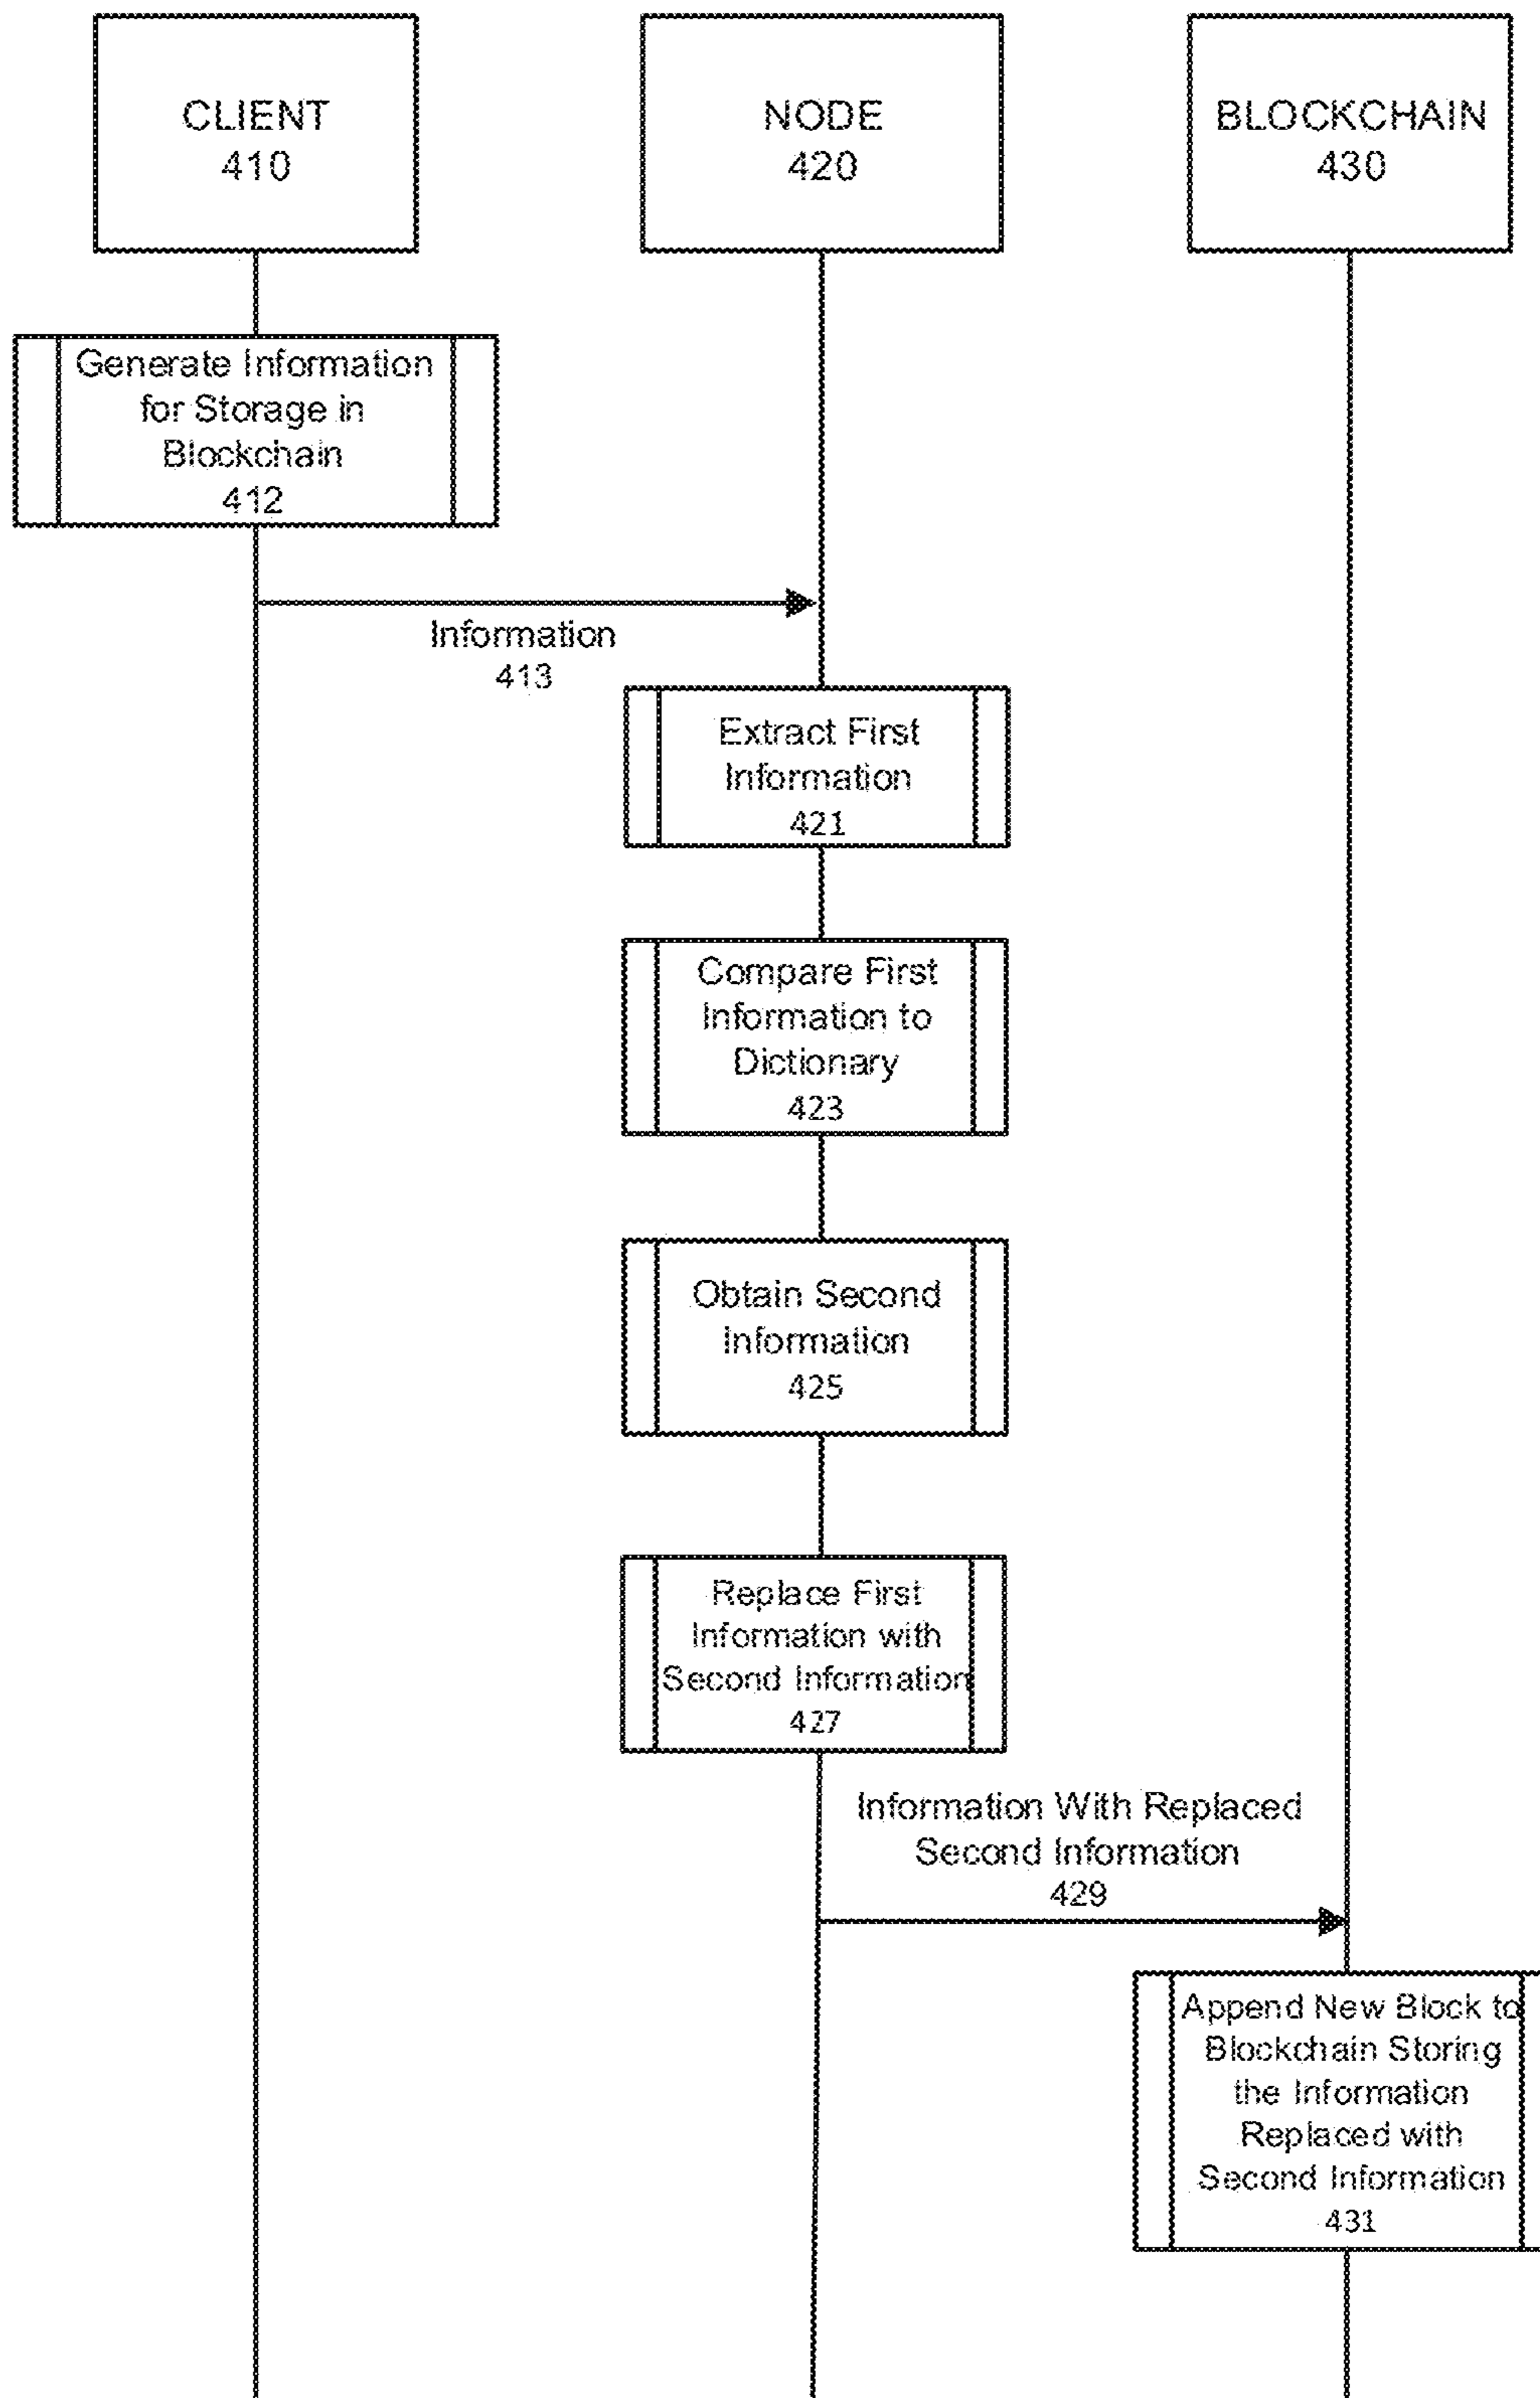 CLIENT
410
NODE
420
BLOCKCHAIN
430
Generate Information
for Storage in
Blockchain
412
Information
413
Extract First
Information
421
Compare First
Information to
Dictionary
423
Obtain Second
Information
425
Replace First
Information with
Second Information
427
Information With Replaced
Second Information
429
Append New Block to
Blockchain Storing
the Information
Replaced with
Second Information
431